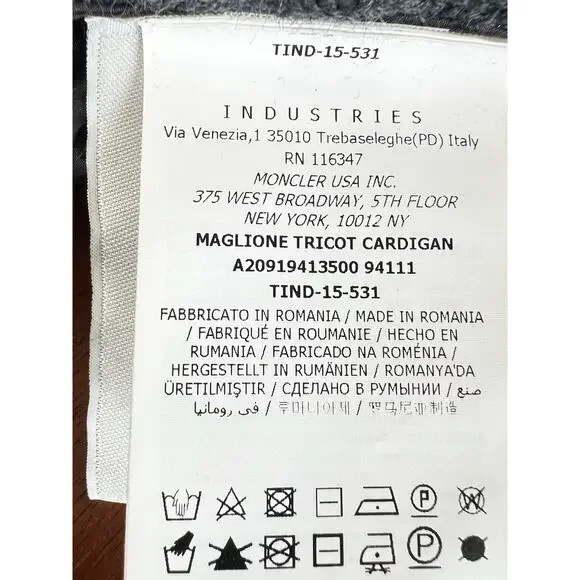 TIND-15-531
INDUSTRIES
Via Venezia,1 35010 Trebaseleghe(PD) Italy
RN 116347
MONCLER USA INC.
375 WEST BROADWAY, 5TH FLOOR
NEW YORK, 10012 NY
MAGLIONE TRICOT CARDIGAN
A20919413500 94111
TIND-15-531
FABBRICATO IN ROMANIA / MADE IN ROMANIA
/ FABRIQUÉ EN ROUMANIE / HECHO EN
RUMANIA / FABRICADO NA ROMÉNIA /
HERGESTELLT IN RUMÄNIEN / ROMANYA'DA
ÜRETILMIŞTIR / СДЕЛАНО В РУМЫНИИ / صنع
في رومانيا / 루마니아제 / 罗马尼亚制造
P W
P